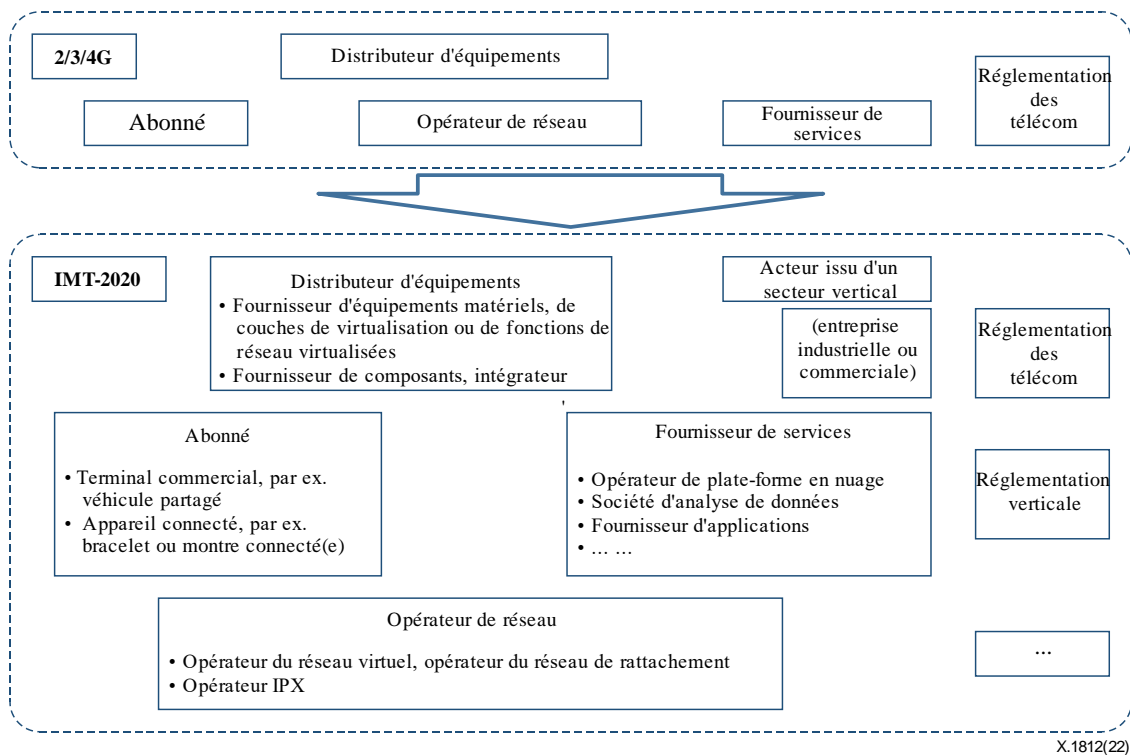 2/3/4G
Distributeur d'équipements
Réglementation
des
télécom
Abonné
Opérateur de réseau
Fournisseur de
services
IMT-2020
Distributeur d'équipements
• Fournisseur d'équipements matériels, de
couches de virtualisation ou de fonctions de
réseau virtualisées
• Fournisseur de composants, intégrateur
Acteur issu d'un
secteur vertical
(entreprise
industrielle ou
commerciale)
Réglementation
des
télécom
'
Abonné
• Terminal commercial, par ex.
véhicule partagé
• Appareil connecté, par ex.
bracelet ou montre connecté(e)
Fournisseur de services
• Opérateur de plate-forme en nuage
• Société d'analyse de données
• Fournisseur d'applications
• ... ...
Réglementation
verticale
Opérateur de réseau
• Opérateur du réseau virtuel, opérateur du réseau de rattachement
• Opérateur IPX
...
X.1812(22)